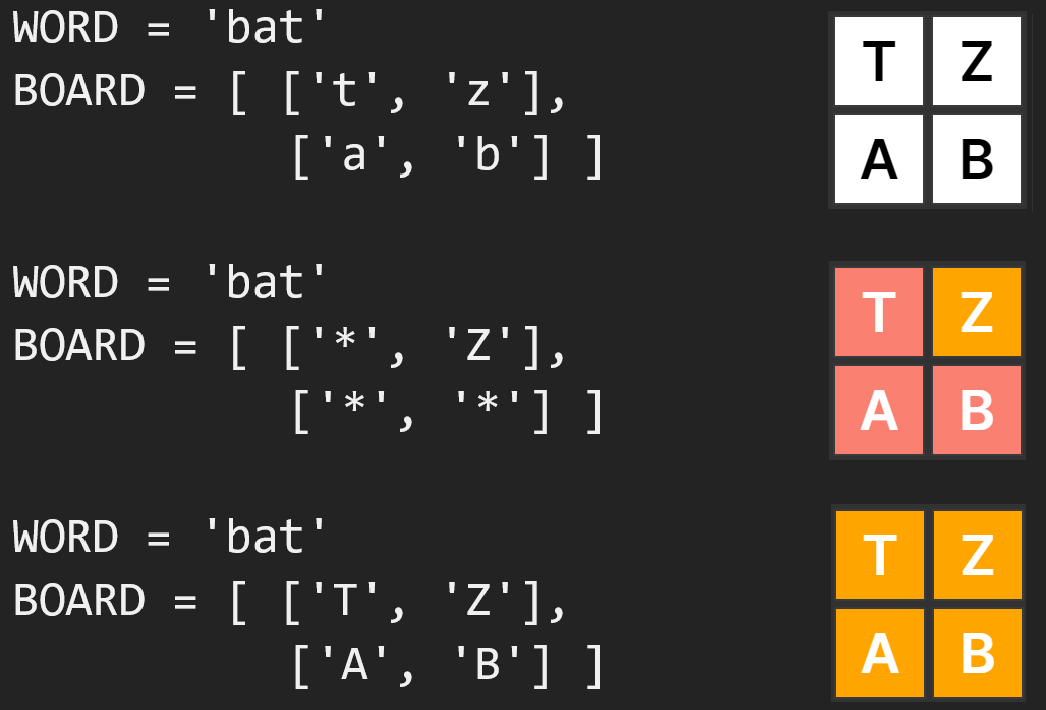 WORD = 'bat'
BOARD = [ ['t', 'z'],
['a', 'b'] ]
T Z
A B
WORD = 'bat'
BOARD = [ ['*', 'Z'],
['*', '*'] ]
T Z
A B
WORD = 'bat'
BOARD = [ ['T', 'Z'],
['A', 'B'] ]
T Z
A B